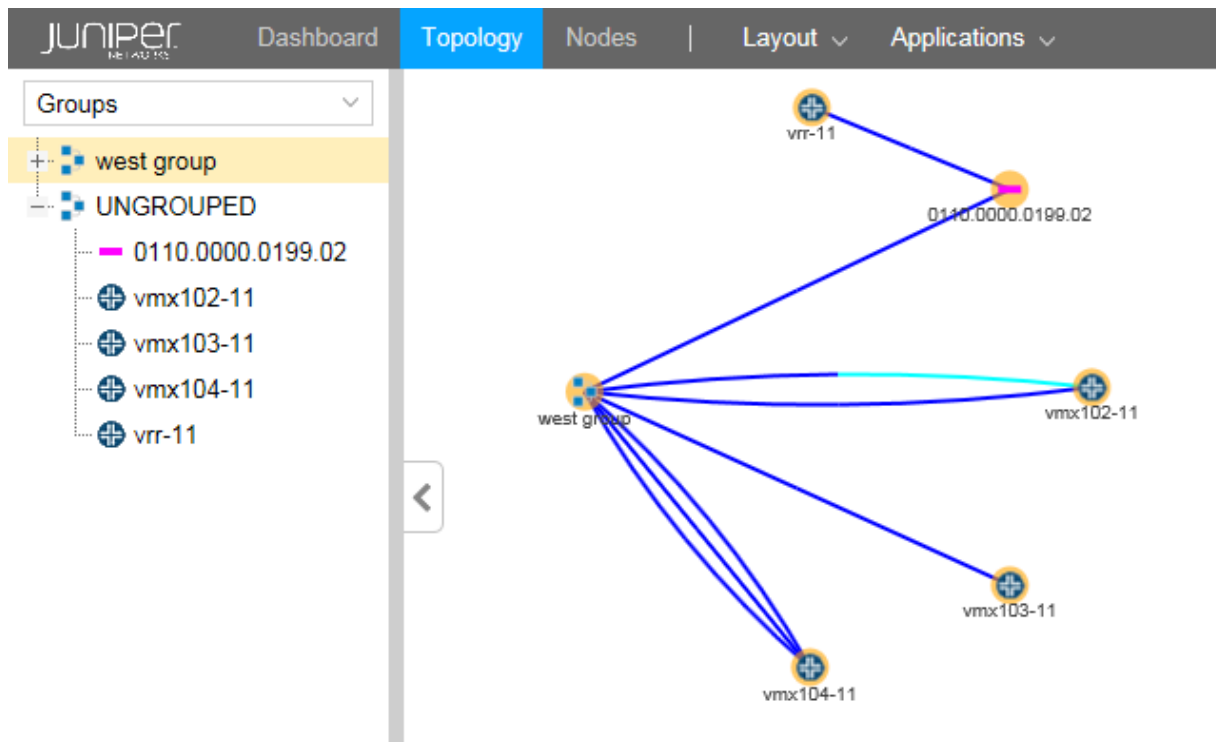 JUNIPER NETWORKS Dashboard Topology Nodes | Layout Applications
Groups
west group
UNGROUPED
0110.0000.0199.02
vmx102-11
vmx103-11
vmx104-11
vrr-11
vrr-11
0110.0000.0199.02
west group
vmx102-11
vmx103-11
vmx104-11